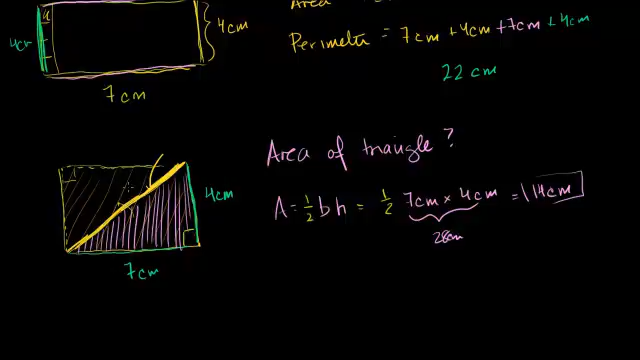 Area
4cm
4cm
Perimeter = 7cm + 4cm + 7cm + 4cm
22 cm
7cm
Area of triangle?
4cm
A = 1/2 bh = 1/2 7cm × 4cm = 14cm
28cm
7cm